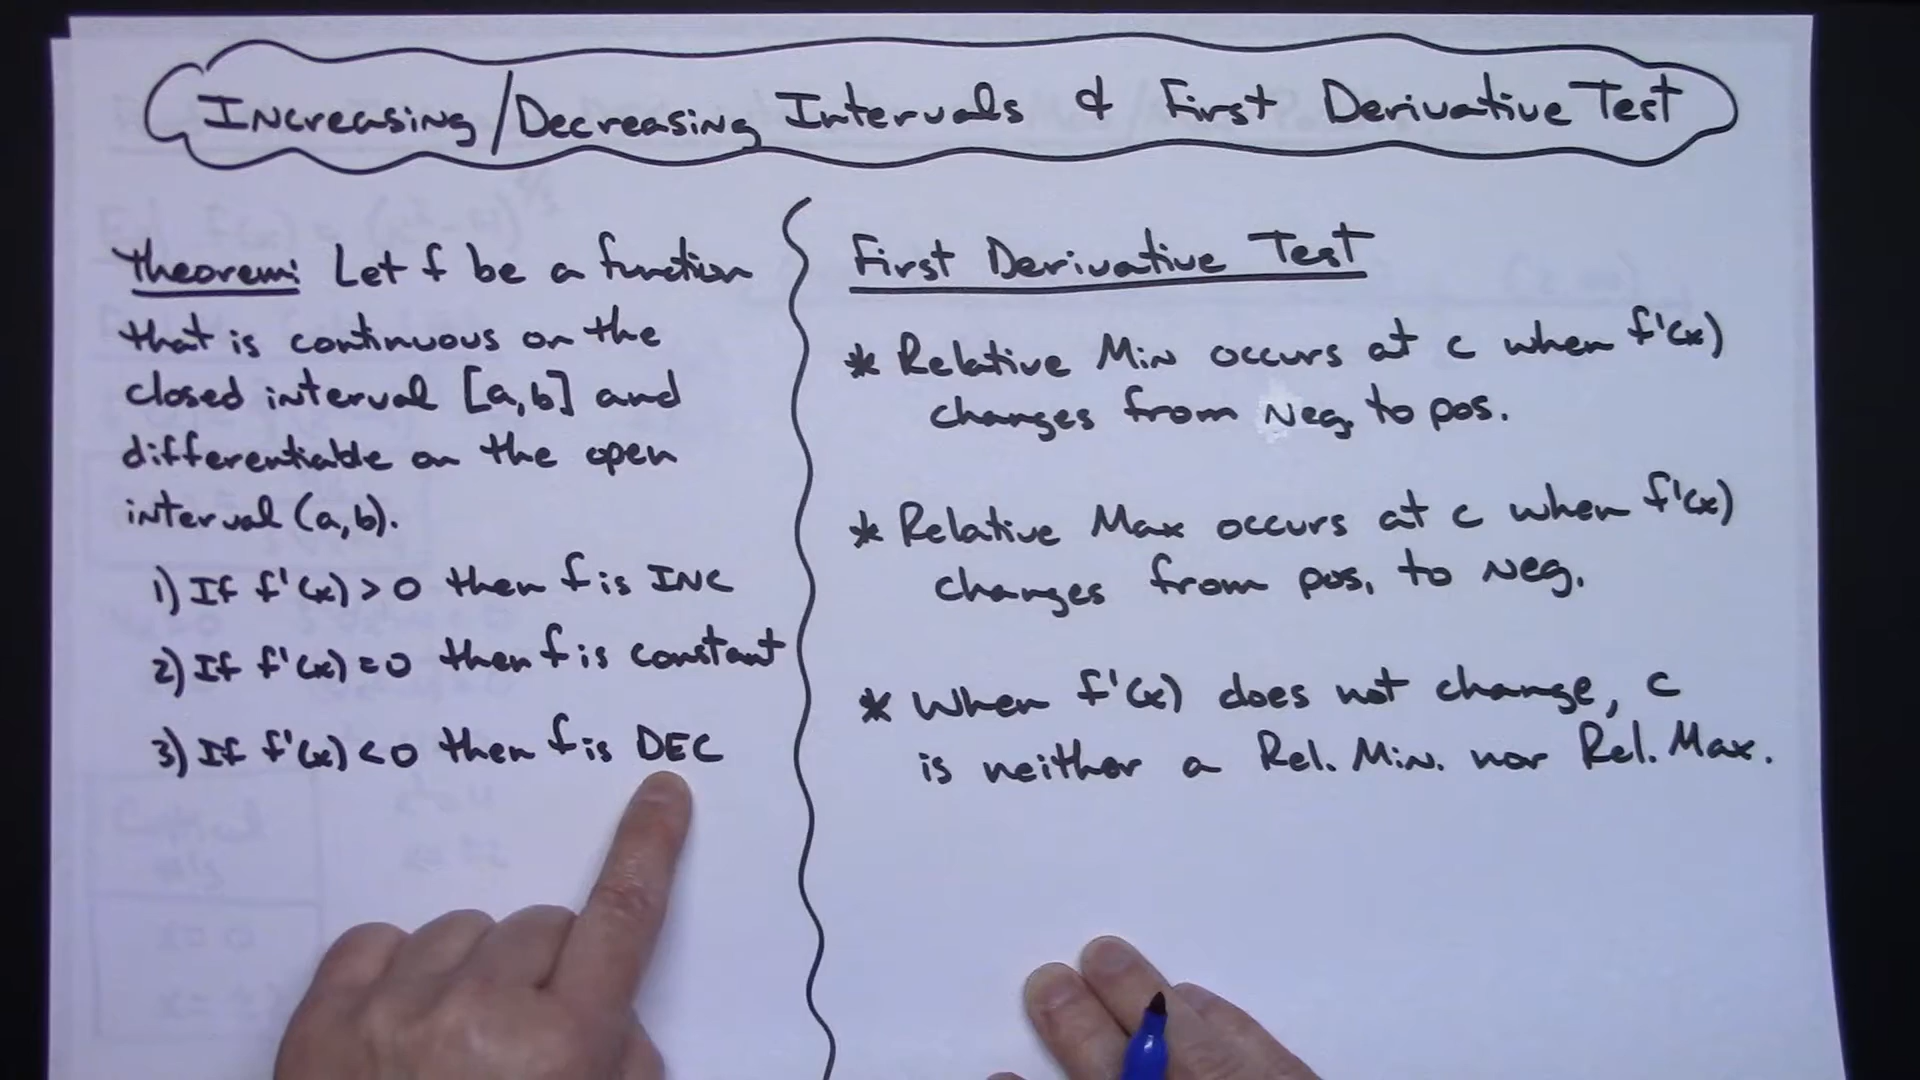 Increasing/Decreasing Intervals & First Derivative Test
Theorem: Let f be a function
that is continuous on the
closed interval [a,b] and
differentiable on the open
interval (a,b).
1) If f'(x) > 0 then f is INC
2) If f'(x) = 0 then f is constant
3) If f'(x) < 0 then f is DEC
First Derivative Test
* Relative Min occurs at c when f'(x)
changes from Neg. to pos.
* Relative Max occurs at c when f'(x)
changes from pos. to Neg.
* When f'(x) does not change, c
is neither a Rel. Min. nor Rel. Max.